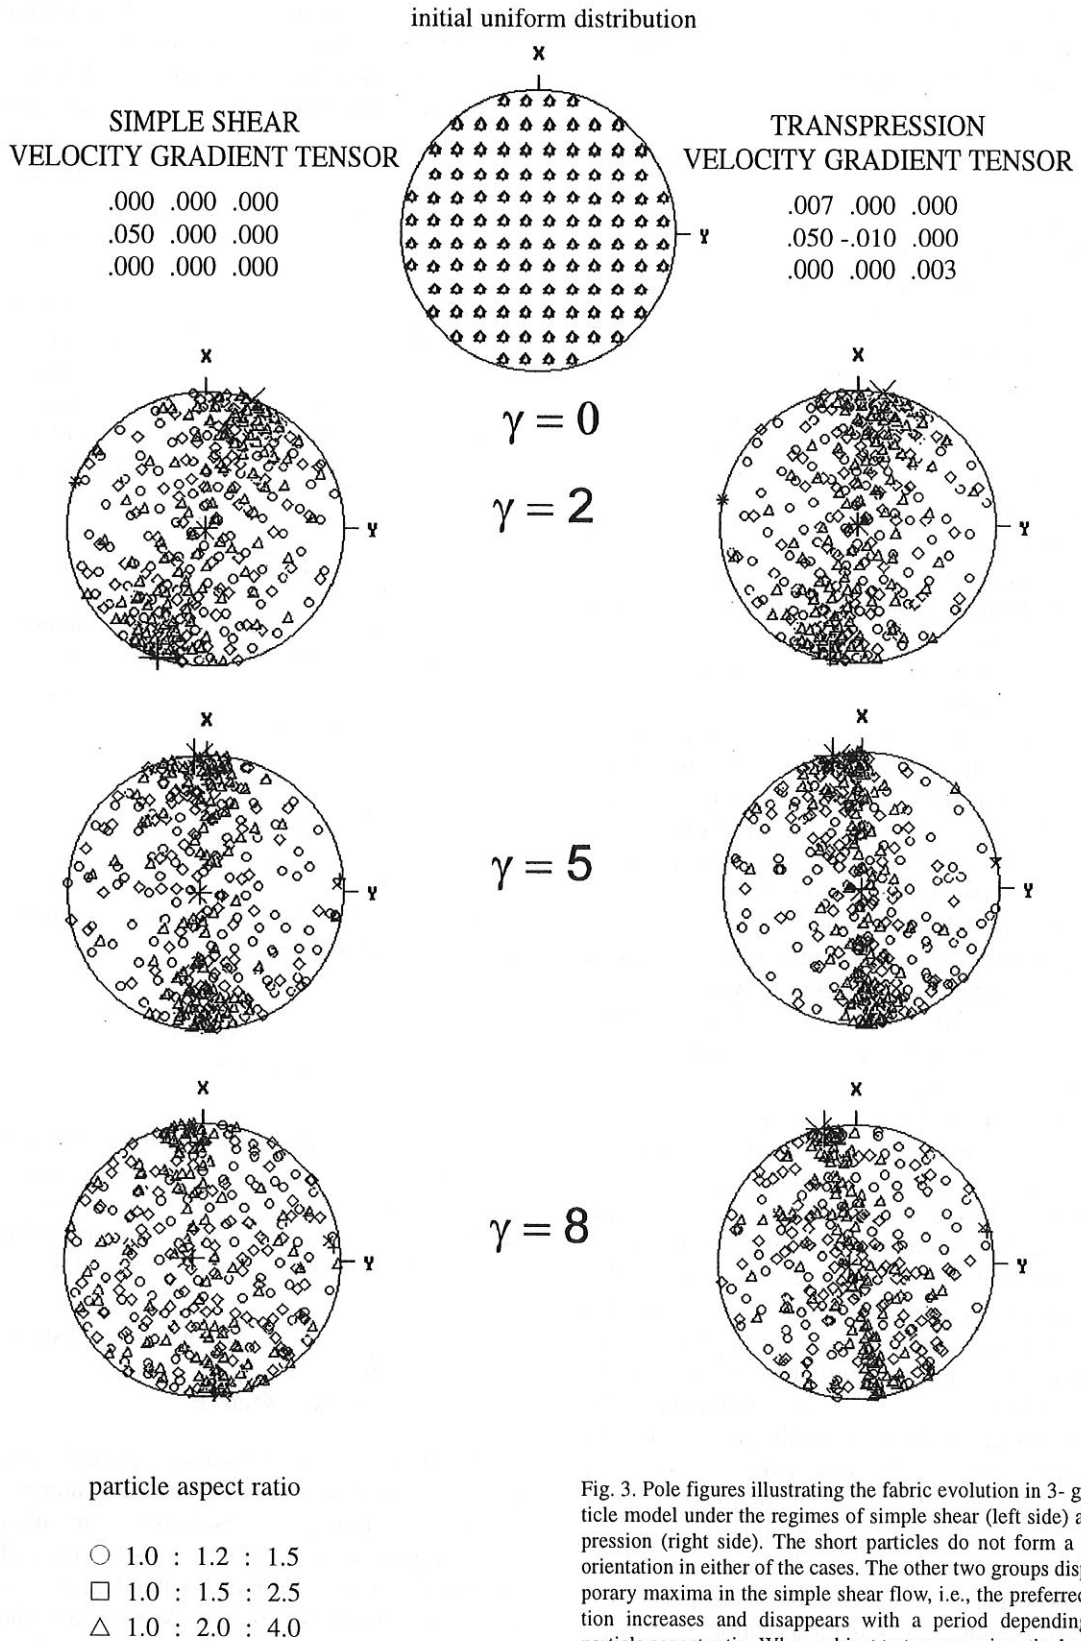 initial uniform distribution
X
SIMPLE SHEAR
VELOCITY GRADIENT TENSOR
.000 .000 .000
.050 .000 .000
.000 .000 .000
Y
TRANSPRESSION
VELOCITY GRADIENT TENSOR
.007 .000 .000
.050 -.010 .000
.000 .000 .003
γ = 0
X
Y
γ = 2
X
Y
X
Y
γ = 5
X
Y
X
Y
γ = 8
X
Y
particle aspect ratio
1.0 : 1.2 : 1.5
1.0 : 1.5 : 2.5
1.0 : 2.0 : 4.0
Fig. 3. Pole figures illustrating the fabric evolution in 3- g
ticle model under the regimes of simple shear (left side) a
pression (right side). The short particles do not form a
orientation in either of the cases. The other two groups disp
porary maxima in the simple shear flow, i.e., the preferred
tion increases and disappears with a period depending